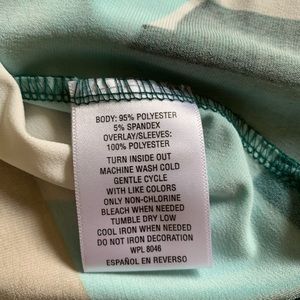 BODY: 95% POLYESTER
5% SPANDEX
OVERLAY/SLEEVES:
100% POLYESTER
TURN INSIDE OUT
MACHINE WASH COLD
GENTLE CYCLE
WITH LIKE COLORS
ONLY NON-CHLORINE
BLEACH WHEN NEEDED
TUMBLE DRY LOW
COOL IRON WHEN NEEDED
DO NOT IRON DECORATION
WPL 8046
ESPAÑOL EN REVERSO